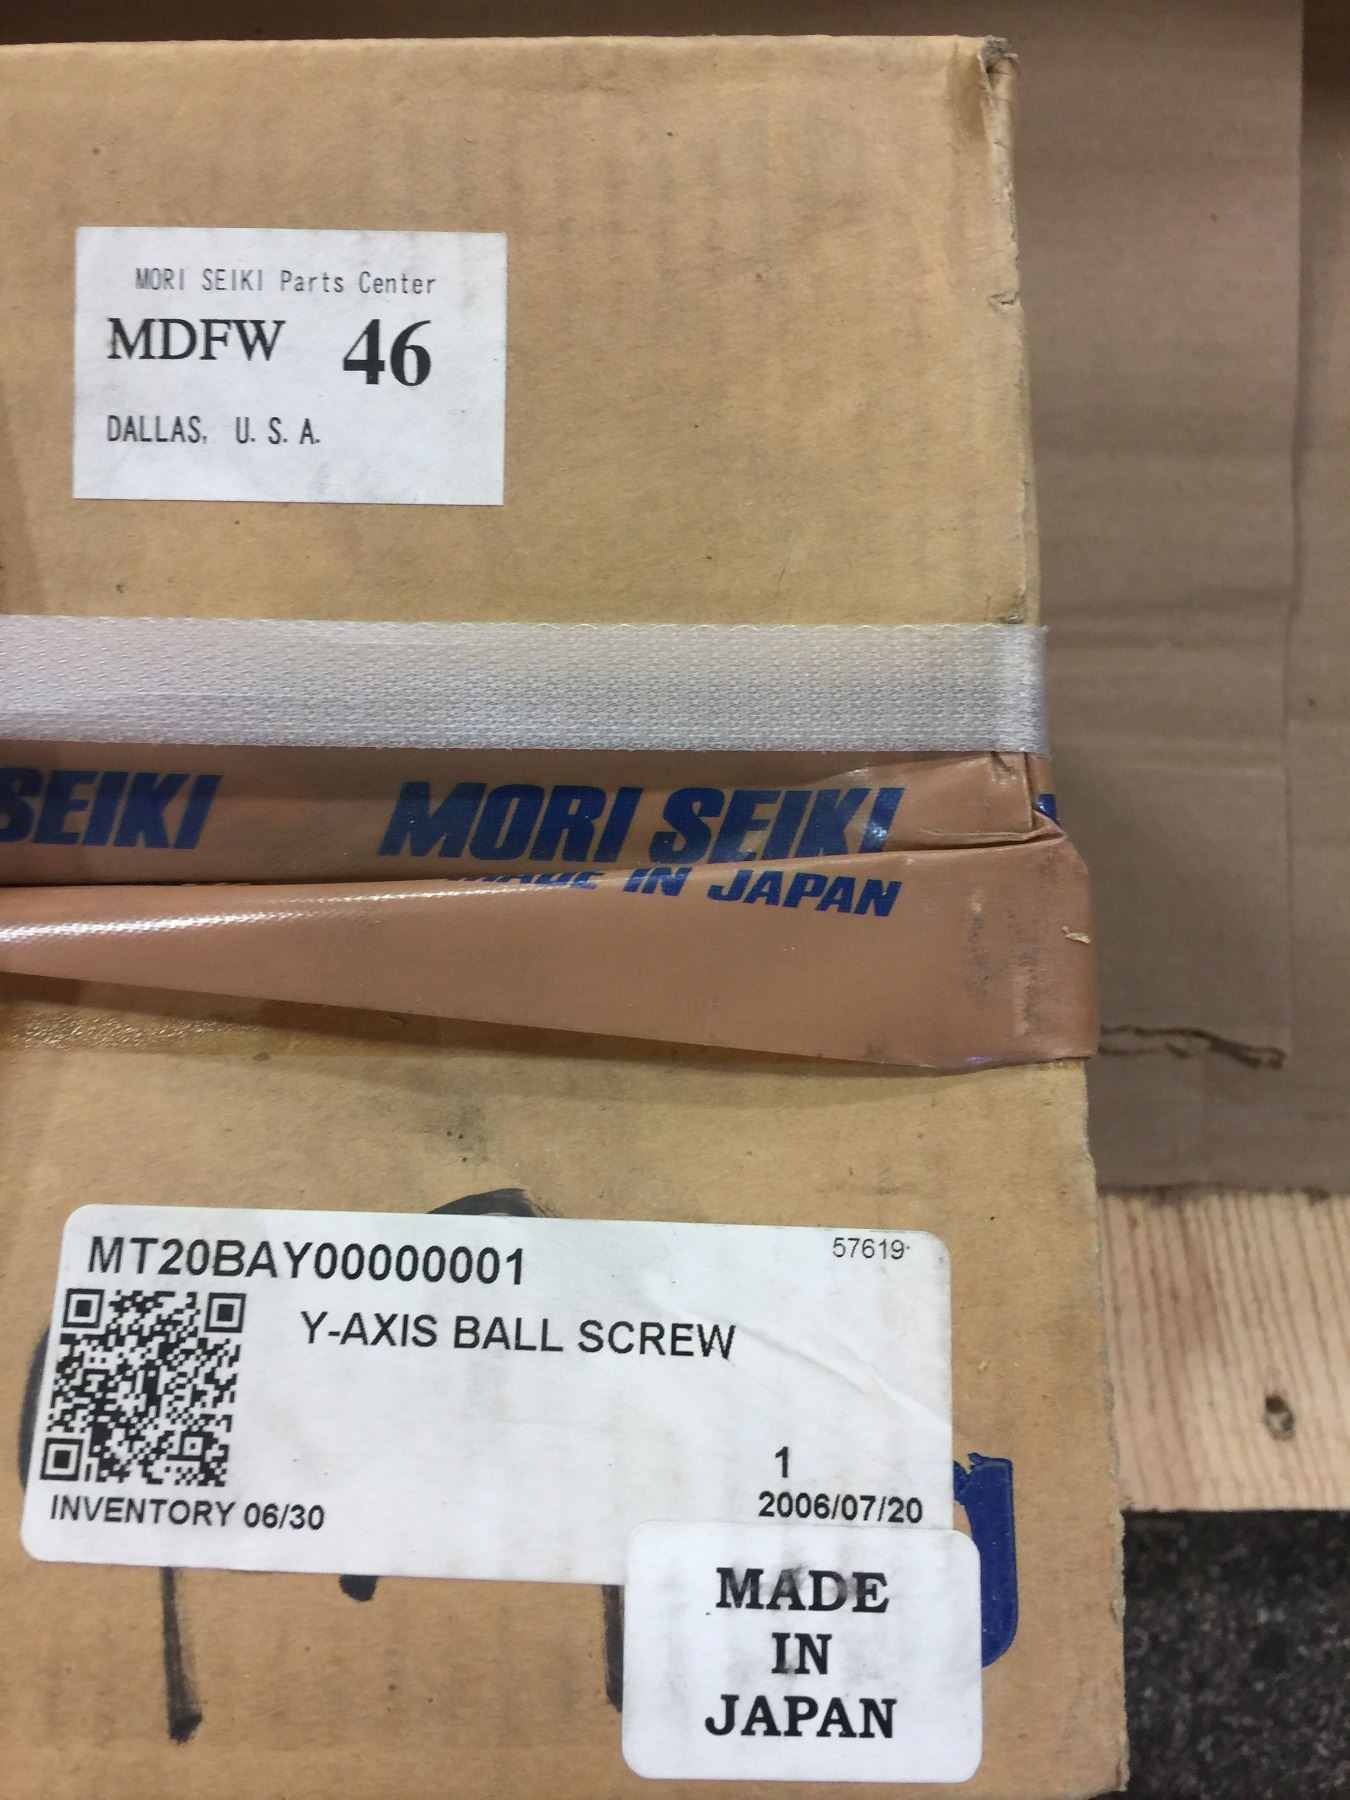 MORI SEIKI Parts Center
MDFW 46
DALLAS, U. S. A.
SEIKI MORI SEIKI
MADE IN JAPAN
MT20BAY00000001 57619
Y-AXIS BALL SCREW
1
INVENTORY 06/30 2006/07/20
MADE
IN
JAPAN